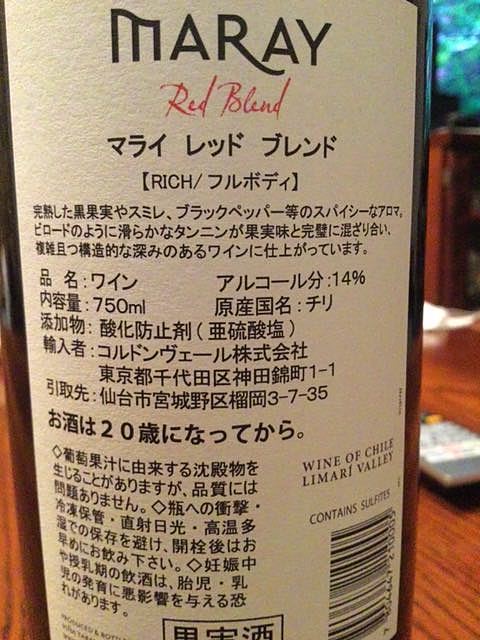 MARAY
Red Blend
マライ レッド ブレンド
【RICH/ フルボディ】
完熟した黒果実やスミレ、ブラックペッパー等のスパイシーなアロマ。
ビロードのように滑らかなタンニンが果実味と完璧に混ざり合い、
複雑且つ構造的な深みのあるワインに仕上がっています。
品 名:ワイン アルコール分:14%
内容量:750ml 原産国名:チリ
添加物: 酸化防止剤(亜硫酸塩)
輸入者:コルドンヴェール株式会社
東京都千代田区神田錦町1-1
引取先:仙台市宮城野区榴岡3-7-35
お酒は20歳になってから。
◇葡萄果汁に由来する沈殿物を
生じることがありますが、品質には
問題ありません。◇瓶への衝撃・
冷凍保管・直射日光・高温多
湿での保存を避け、開栓後はお
早めにお飲み下さい。◇妊娠中
や授乳期の飲酒は、胎児・乳
児の発育に悪影響を与える恐
れがあります。
WINE OF CHILE
LIMARÍ VALLEY
CONTAINS SULFITES
果実酒